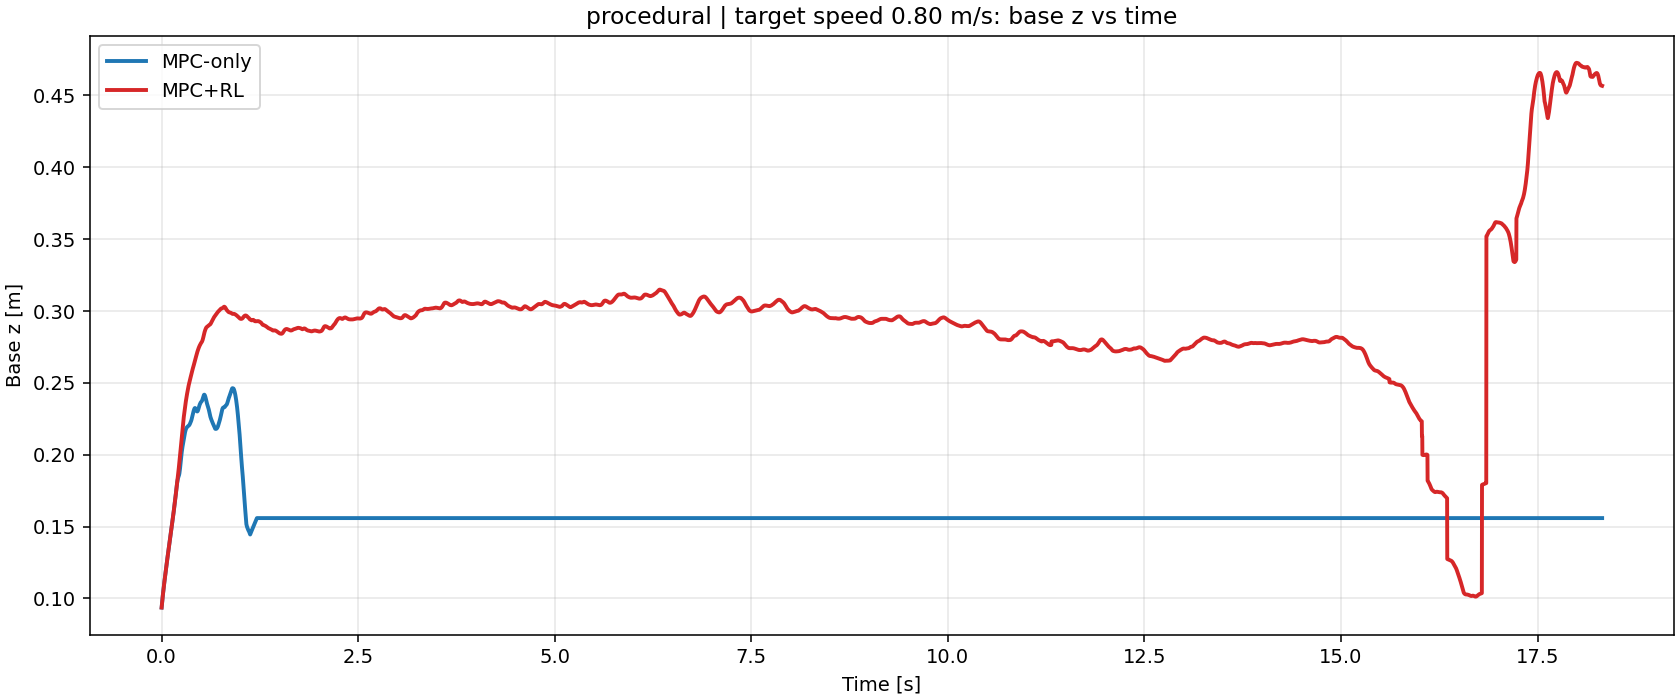 procedural | target speed 0.80 m/s: base z vs time
MPC-only
MPC+RL
Base z [m]
0.45
0.40
0.35
0.30
0.25
0.20
0.15
0.10
0.0 2.5 5.0 7.5 10.0 12.5 15.0 17.5
Time [s]